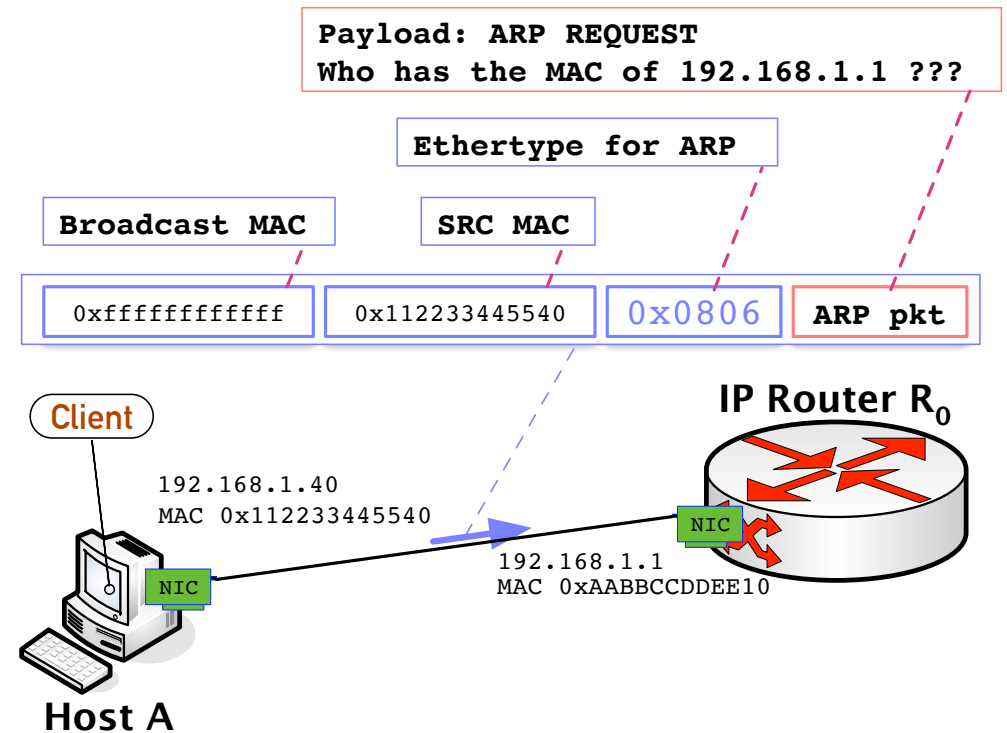 Payload: ARP REQUEST
Who has the MAC of 192.168.1.1 ???
Ethertype for ARP
Broadcast MAC
SRC MAC
0xffffffffffff
0x112233445540
0x0806
ARP pkt
Client
IP Router R0
192.168.1.40
MAC 0x112233445540
NIC
NIC
192.168.1.1
MAC 0xAABBCCDDEE10
Host A